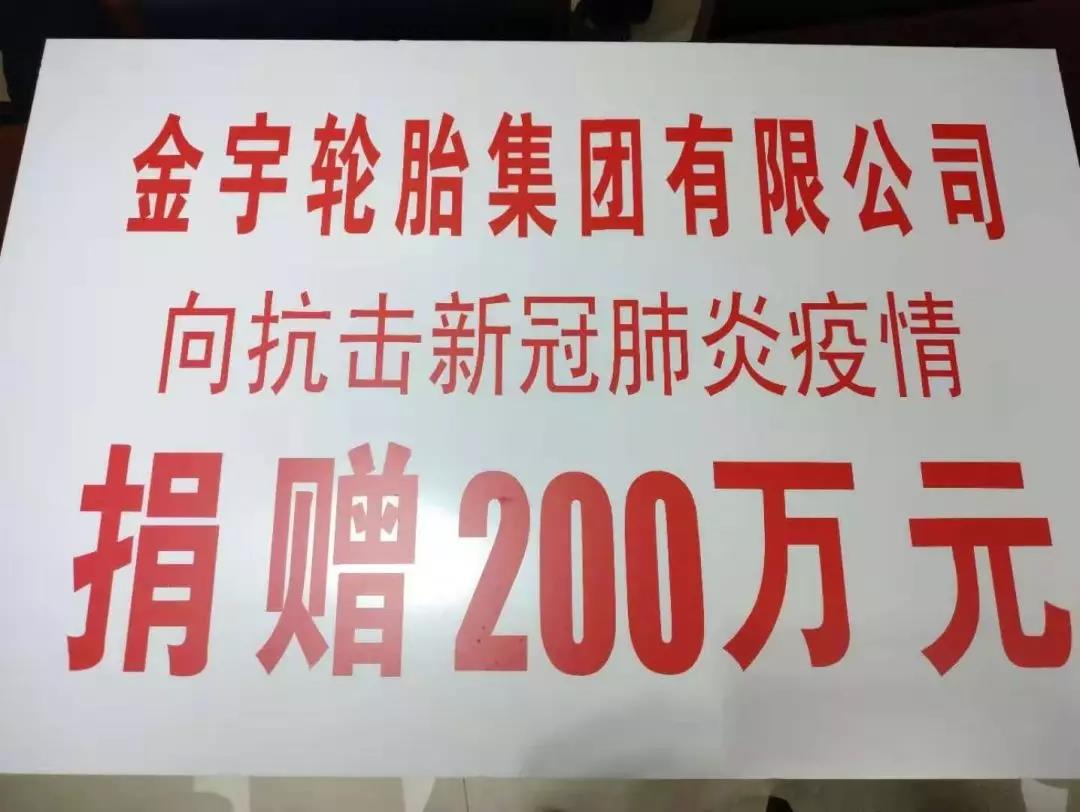 金宇轮胎集团有限公司
向抗击新冠肺炎疫情
捐赠200万元